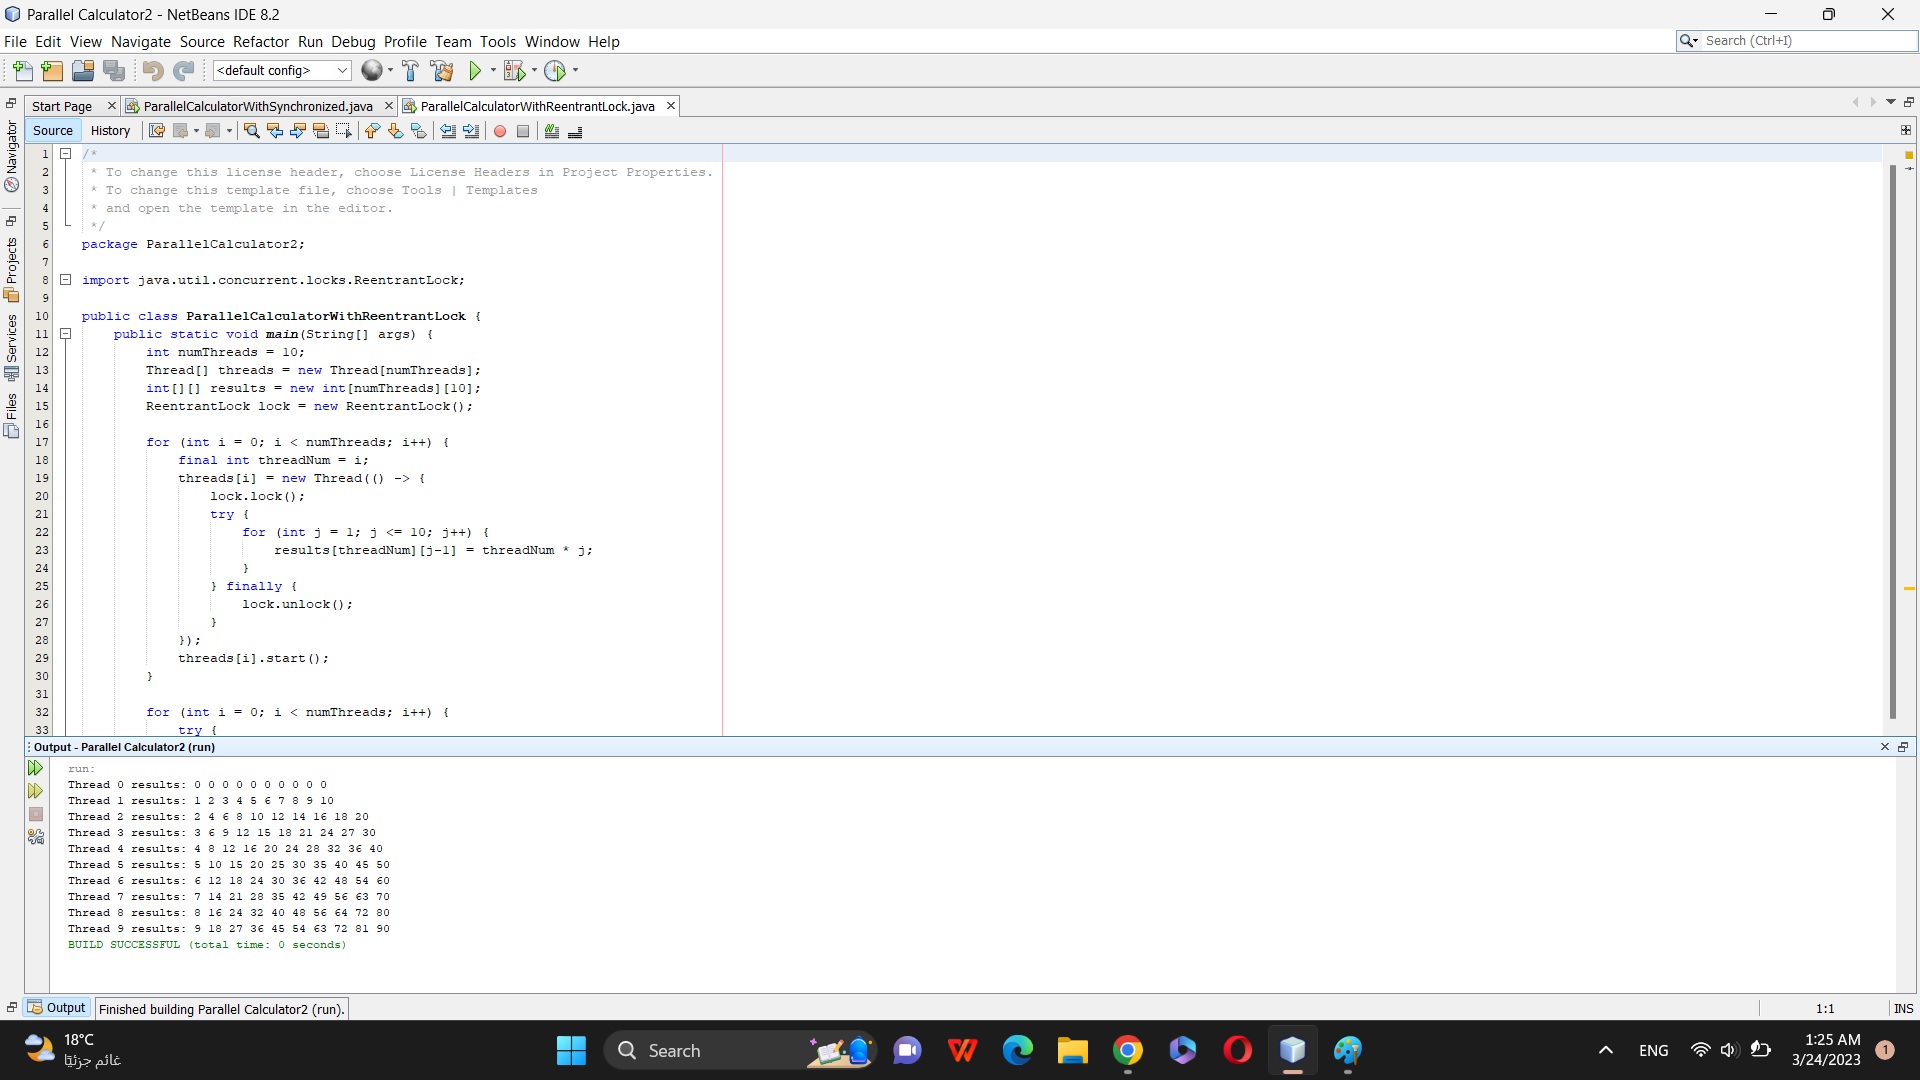 Parallel Calculator2 - NetBeans IDE 8.2
File Edit View Navigate Source Refactor Run Debug Profile Team Tools Window Help
Search (Ctrl+I)
<default config>
Start Page
ParallelCalculatorWithSynchronized.java
ParallelCalculatorWithReentrantLock.java
Source History
Navigator
Projects
Services
Files
1 /*
2 * To change this license header, choose License Headers in Project Properties.
3 * To change this template file, choose Tools | Templates
4 * and open the template in the editor.
5 */
6 package ParallelCalculator2;
7
8 import java.util.concurrent.locks.ReentrantLock;
9
10 public class ParallelCalculatorWithReentrantLock {
11 public static void main(String[] args) {
12 int numThreads = 10;
13 Thread[] threads = new Thread[numThreads];
14 int[][] results = new int[numThreads][10];
15 ReentrantLock lock = new ReentrantLock();
16
17 for (int i = 0; i < numThreads; i++) {
18 final int threadNum = i;
19 threads[i] = new Thread(() -> {
20 lock.lock();
21 try {
22 for (int j = 1; j <= 10; j++) {
23 results[threadNum][j-1] = threadNum * j;
24 }
25 } finally {
26 lock.unlock();
27 }
28 });
29 threads[i].start();
30 }
31
32 for (int i = 0; i < numThreads; i++) {
33 try {
Output - Parallel Calculator2 (run)
run:
Thread 0 results: 0 0 0 0 0 0 0 0 0 0
Thread 1 results: 1 2 3 4 5 6 7 8 9 10
Thread 2 results: 2 4 6 8 10 12 14 16 18 20
Thread 3 results: 3 6 9 12 15 18 21 24 27 30
Thread 4 results: 4 8 12 16 20 24 28 32 36 40
Thread 5 results: 5 10 15 20 25 30 35 40 45 50
Thread 6 results: 6 12 18 24 30 36 42 48 54 60
Thread 7 results: 7 14 21 28 35 42 49 56 63 70
Thread 8 results: 8 16 24 32 40 48 56 64 72 80
Thread 9 results: 9 18 27 36 45 54 63 72 81 90
BUILD SUCCESSFUL (total time: 0 seconds)
Output
Finished building Parallel Calculator2 (run).
1:1
INS
18°C
غائم جزئيًا
Search
ENG
1:25 AM
3/24/2023
1